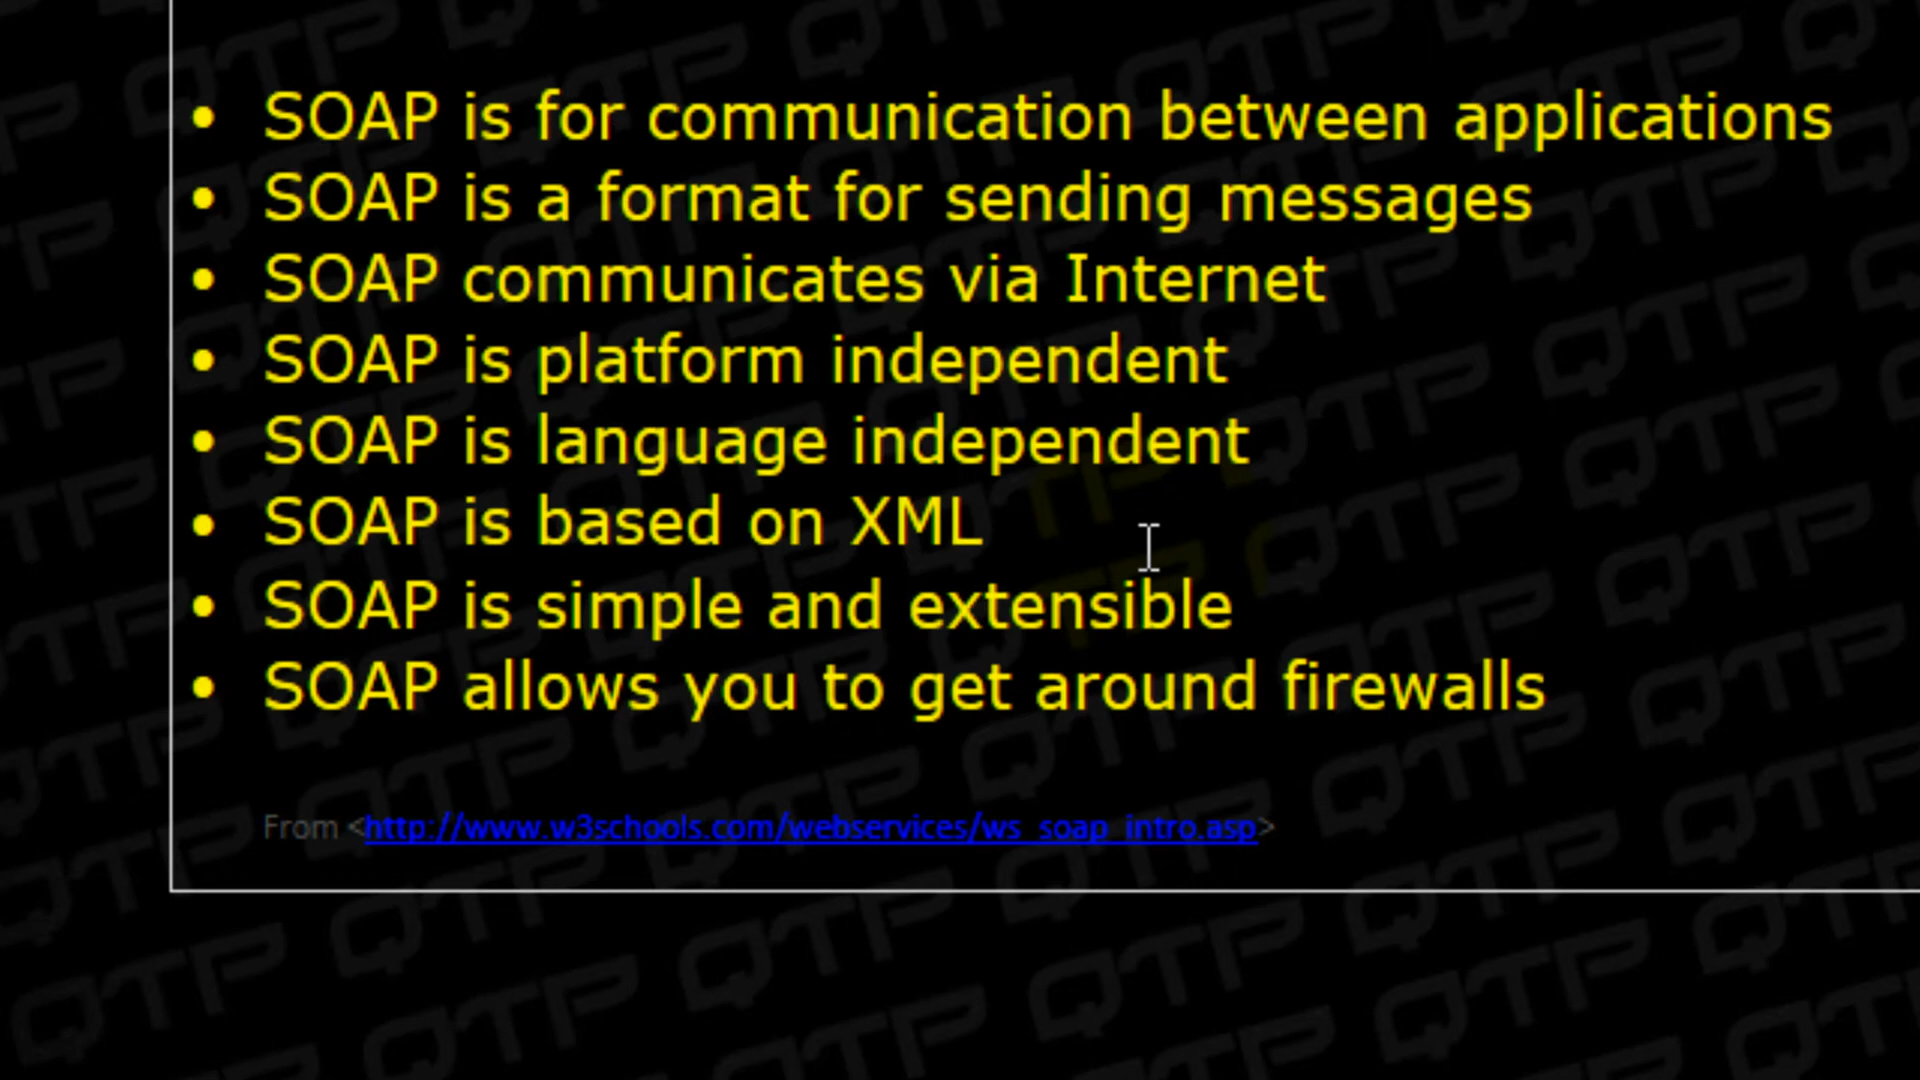 • SOAP is for communication between applications
• SOAP is a format for sending messages
• SOAP communicates via Internet
• SOAP is platform independent
• SOAP is language independent
• SOAP is based on XML
• SOAP is simple and extensible
• SOAP allows you to get around firewalls
From <http://www.w3schools.com/webservices/ws_soap_intro.asp>